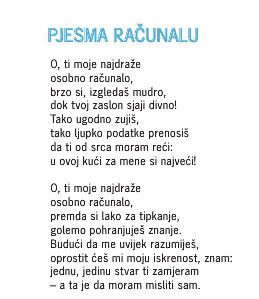 PJESMA RAČUNALU
O, ti moje najdraže
osobno računalo,
brzo si, izgledaš mudro,
dok tvoj zaslon sjaji divno!
Tako ugodno zujiš,
tako ljupko podatke prenosiš
da ti od srca moram reći:
u ovoj kući za mene si najveći!
O, ti moje najdraže
osobno računalo,
premda si lako za tipkanje,
golemo pohranjuješ znanje.
Budući da me uvijek razumiješ,
oprostit ćeš mi moju iskrenost, znam:
jednu, jedinu stvar ti zamjeram
– a ta je da moram misliti sam.